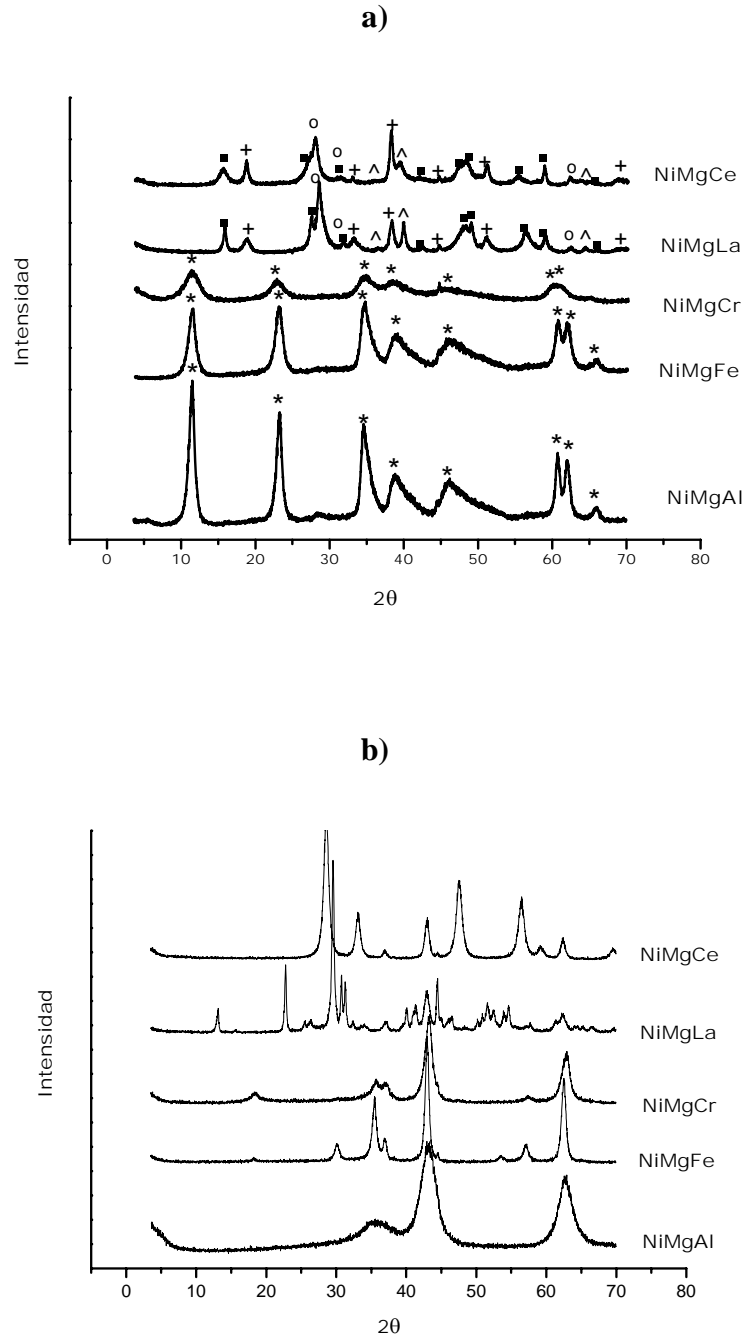 a)
o
+
o
+
■
■
■
+
^
■
■
■
+
■
■
o
^
■
+
NiMgCe
o
■
+
■
o
■
+
+
^
■
+
■
■
+
■
■
o
^
■
+
NiMgLa
* * * * * * *
NiMgCr
* * * * * * * *
NiMgFe
* * * * * * * *
NiMgAl
Intensidad
0 10 20 30 40 50 60 70 80
2θ
b)
NiMgCe
NiMgLa
NiMgCr
NiMgFe
NiMgAl
Intensidad
0 10 20 30 40 50 60 70 80
2θ